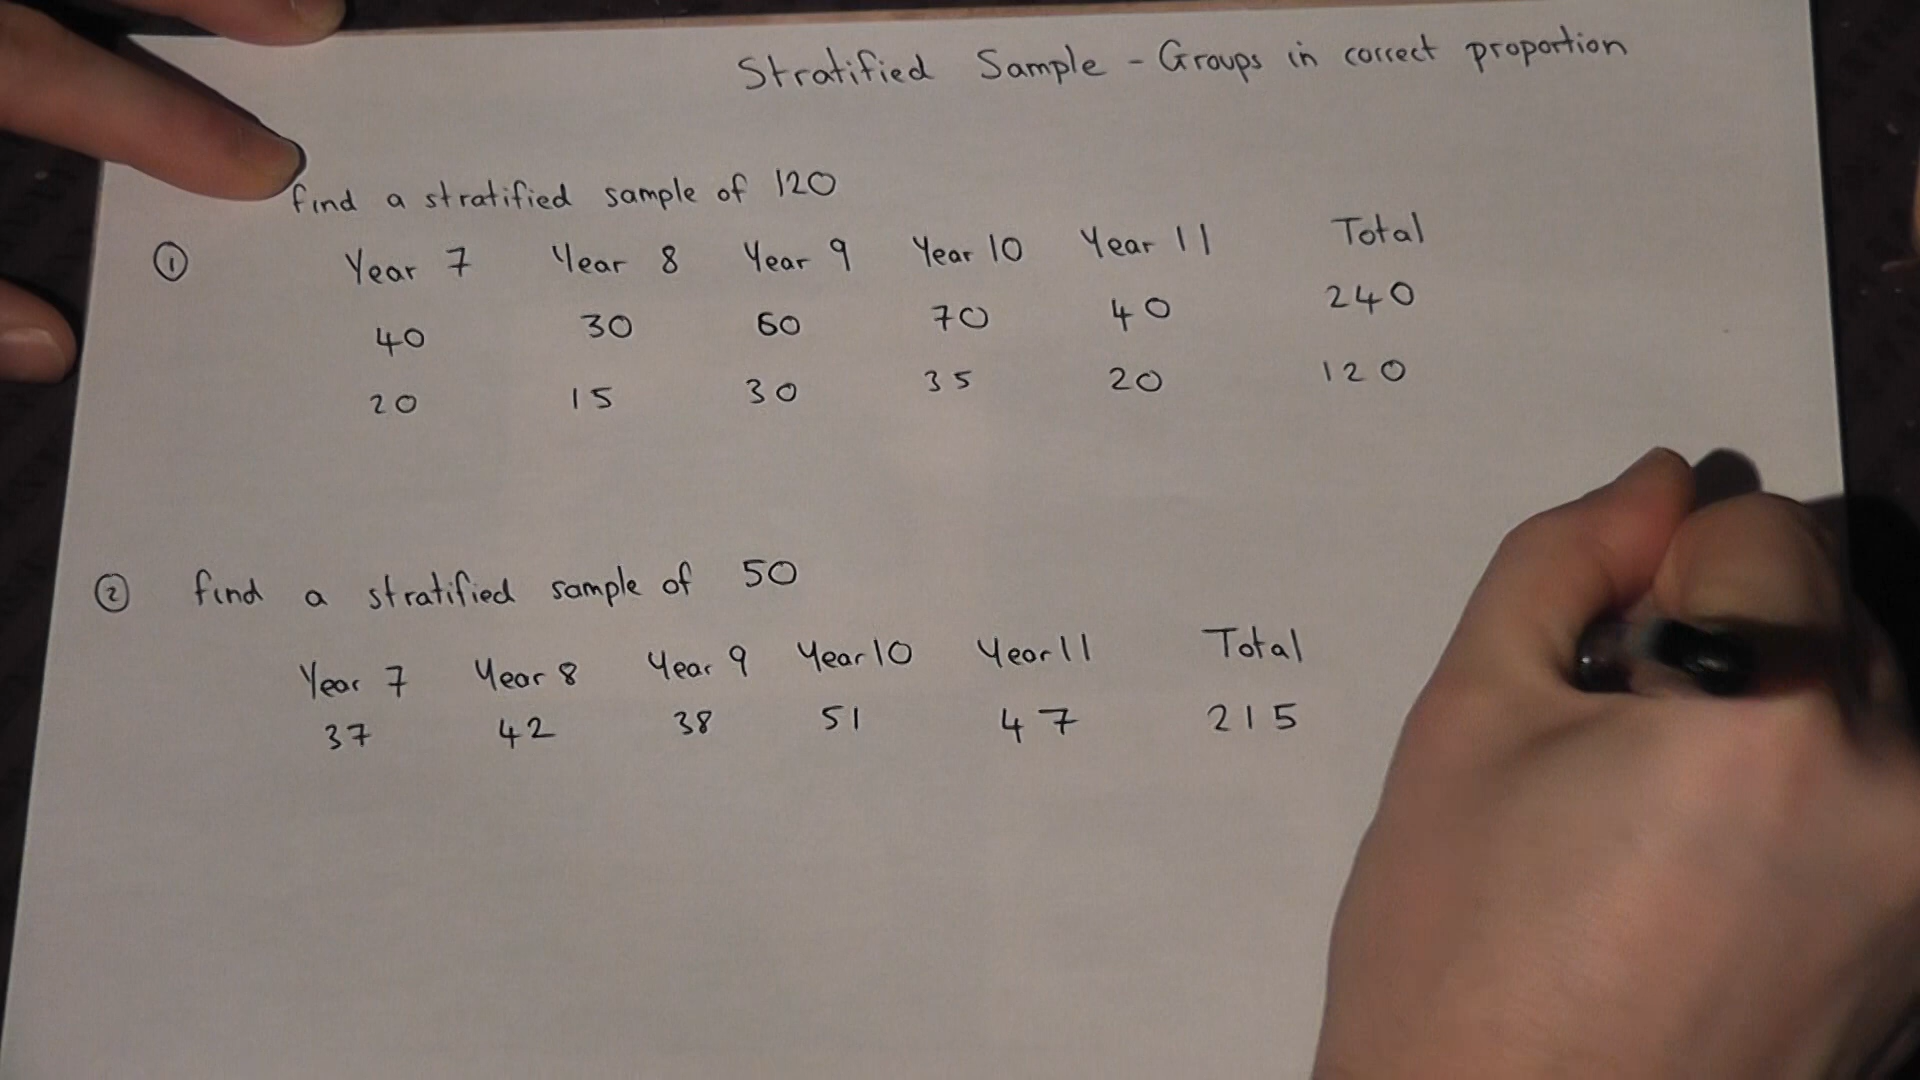 Stratified Sample - Groups in correct proportion
find a stratified sample of 120
① Year 7 Year 8 Year 9 Year 10 Year 11 Total
40 30 60 70 40 240
20 15 30 35 20 120
② find a stratified sample of 50
Year 7 Year 8 Year 9 Year 10 Year 11 Total
37 42 38 51 47 215